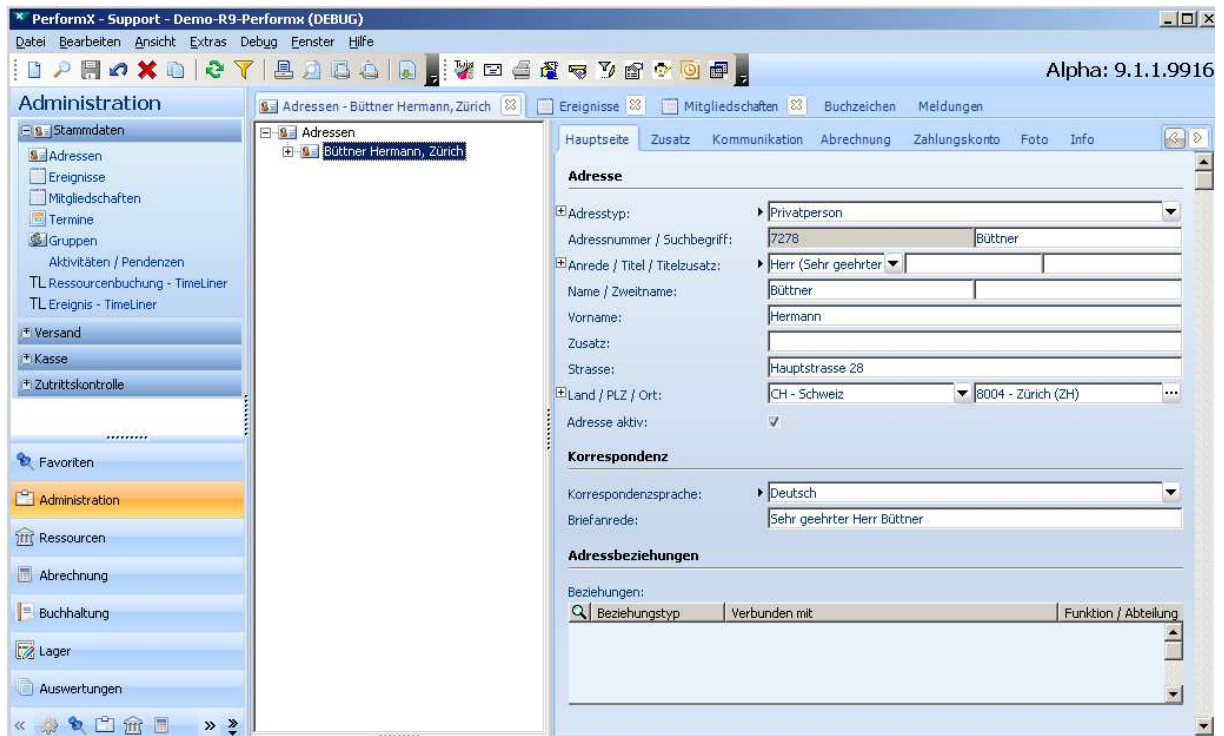 PerformX - Support - Demo-R9-Performx (DEBUG)
Datei Bearbeiten Ansicht Extras Debug Fenster Hilfe
Alpha: 9.1.1.9916
Administration
Stammdaten
Adressen
Ereignisse
Mitgliedschaften
Termine
Gruppen
Aktivitäten / Pendenzen
TL Ressourcenbuchung - TimeLiner
TL Ereignis - TimeLiner
Versand
Kasse
Zutrittskontrolle
Favoriten
Administration
Ressourcen
Abrechnung
Buchhaltung
Lager
Auswertungen
Adressen - Büttner Hermann, Zürich Ereignisse Mitgliedschaften Buchzeichen Meldungen
Adressen
Büttner Hermann, Zürich
Hauptseite Zusatz Kommunikation Abrechnung Zahlungskonto Foto Info
Adresse
Adresstyp: Privatperson
Adressnummer / Suchbegriff: 7278 Büttner
Anrede / Titel / Titelzusatz: Herr (Sehr geehrter
Name / Zweitname: Büttner
Vorname: Hermann
Zusatz:
Strasse: Hauptstrasse 28
Land / PLZ / Ort: CH - Schweiz 8004 - Zürich (ZH) ...
Adresse aktiv:
Korrespondenz
Korrespondenzsprache: Deutsch
Briefanrede: Sehr geehrter Herr Büttner
Adressbeziehungen
Beziehungen:
Beziehungstyp Verbunden mit Funktion / Abteilung